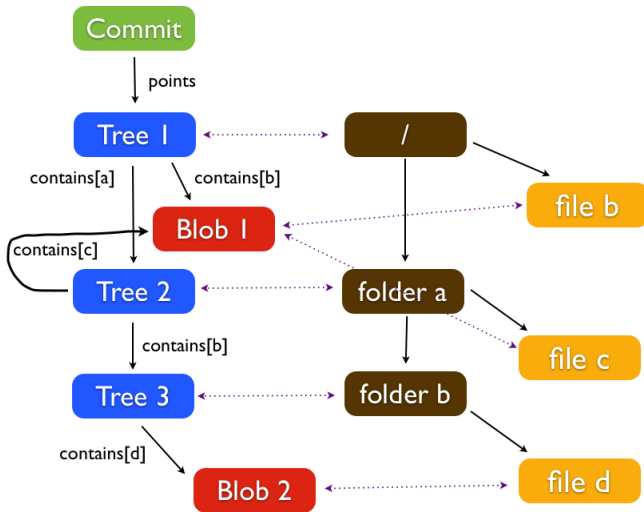 Commit
points
Tree 1
/
contains[a]
contains[b]
file b
Blob 1
contains[c]
Tree 2
folder a
contains[b]
file c
Tree 3
folder b
contains[d]
Blob 2
file d